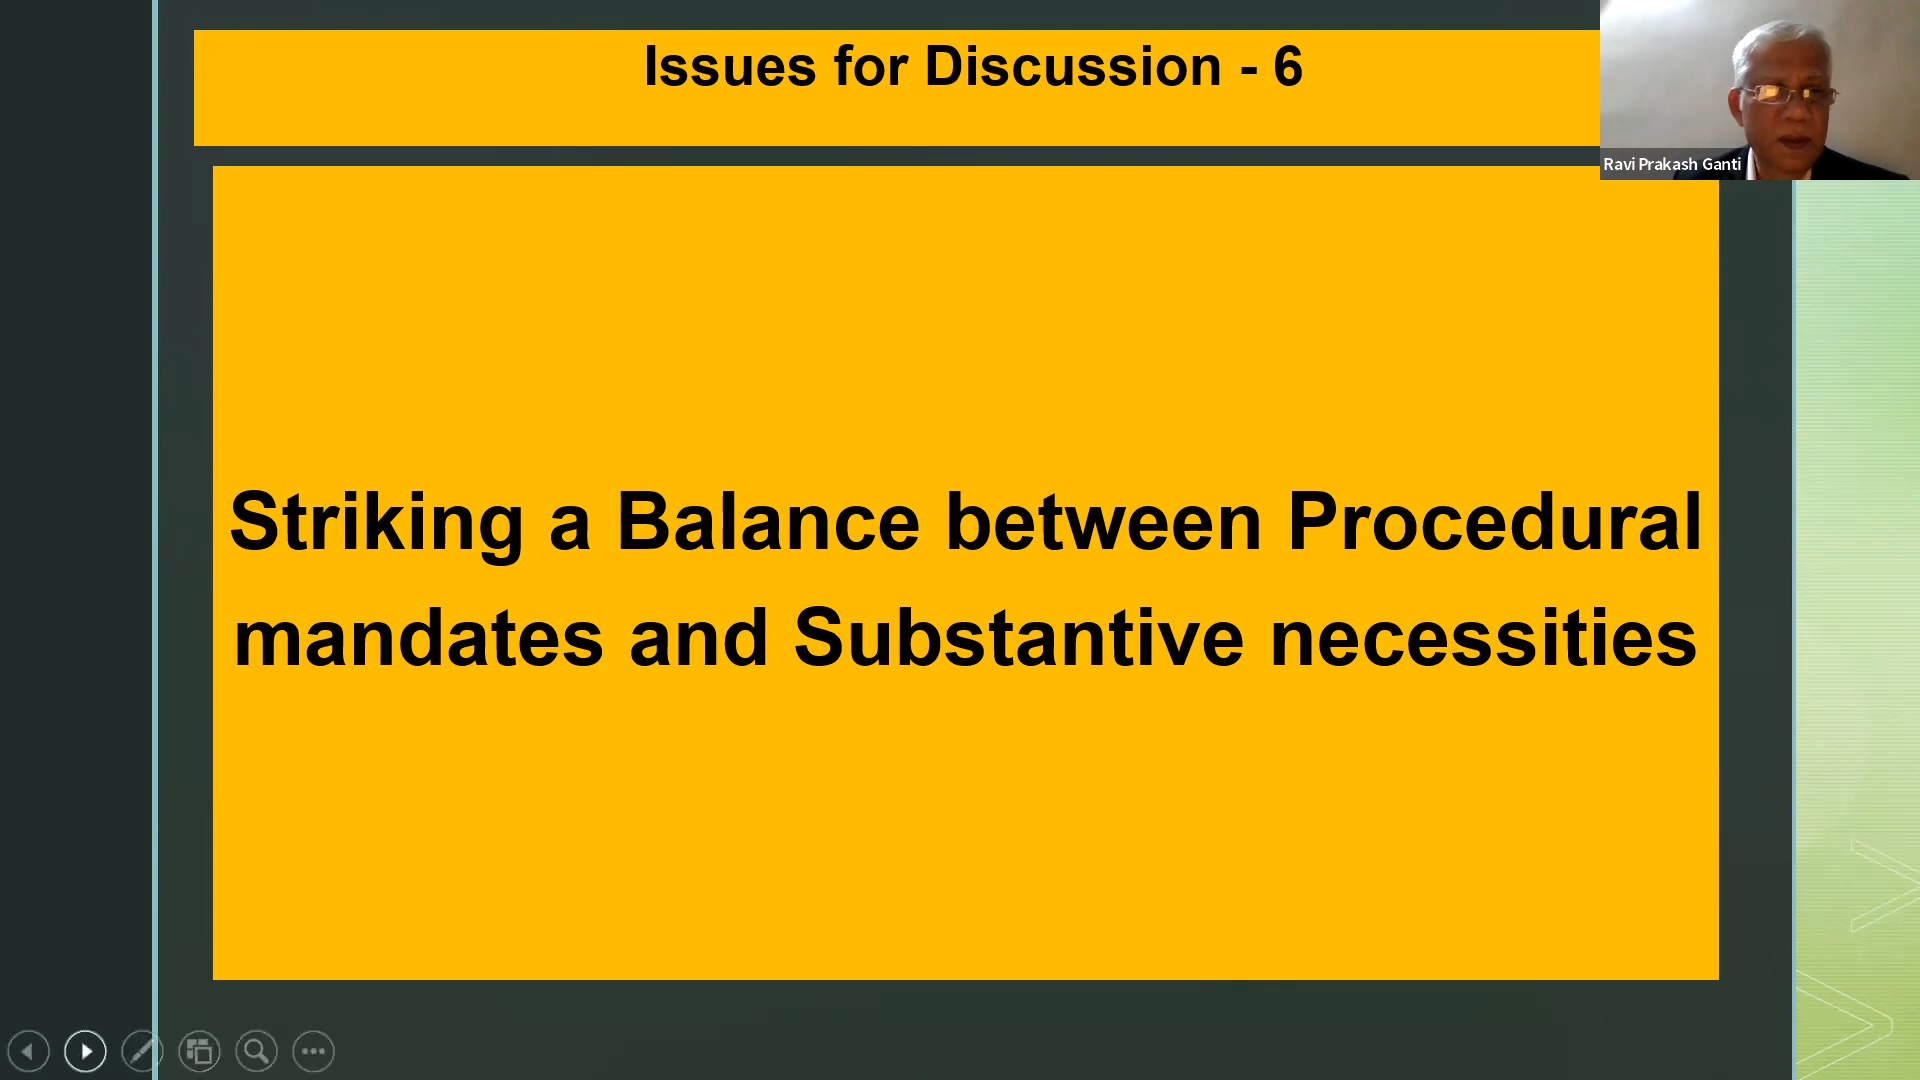 Issues for Discussion - 6
Ravi Prakash Ganti
Striking a Balance between Procedural
mandates and Substantive necessities